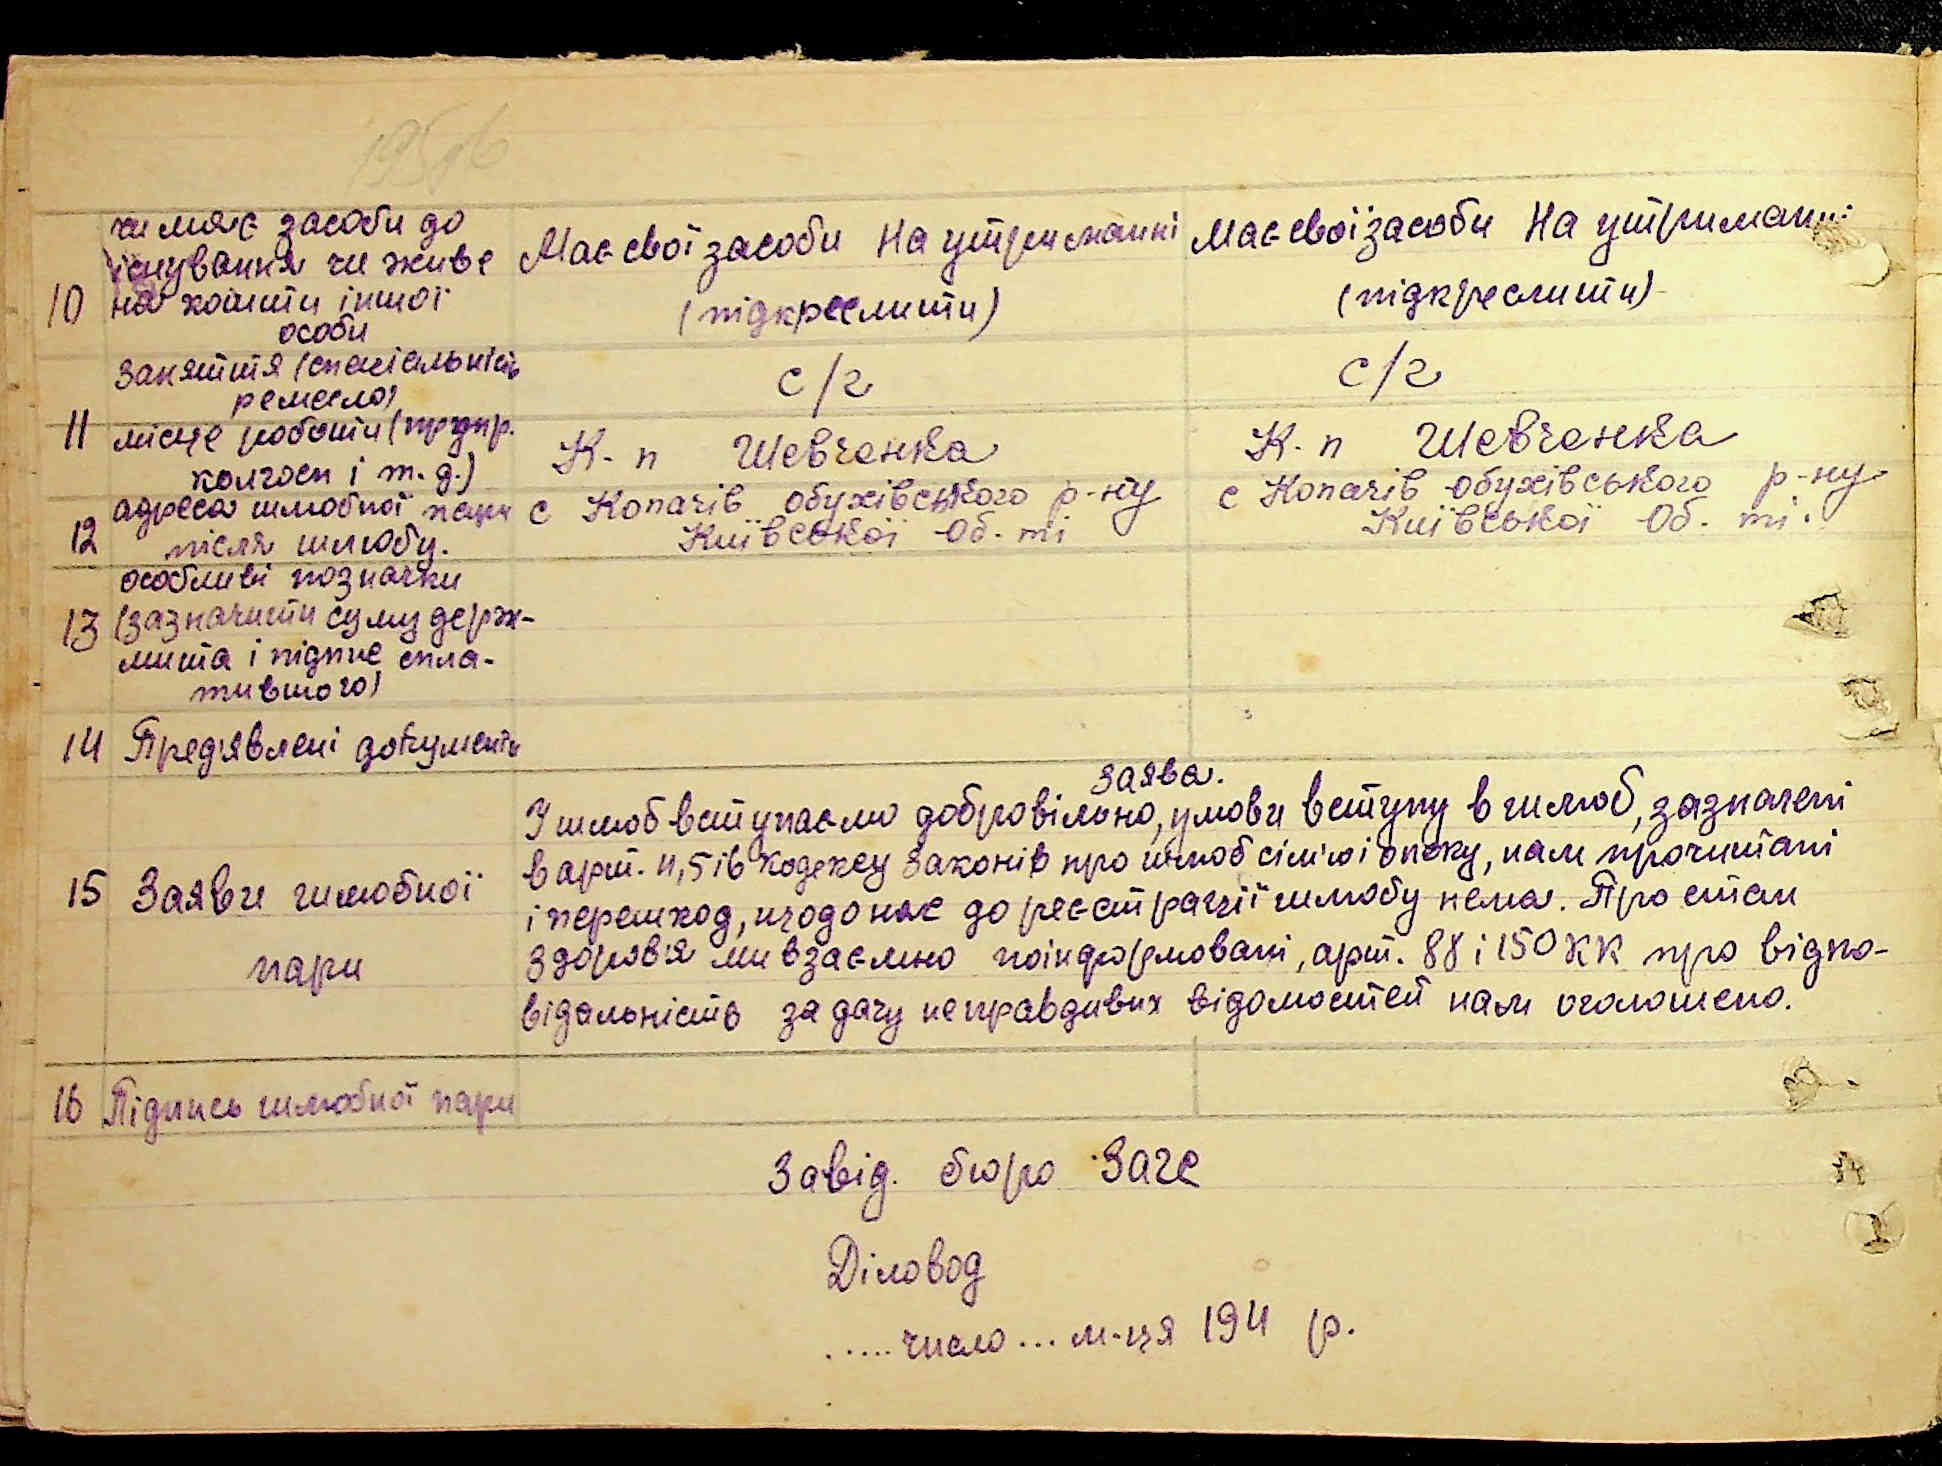 чи має засоби до
існування чи живе
10 на кошти іншої
особи
Має свої засоби На утриманні
(підкреслити)
Має свої засоби На утриманні
(підкреслити)
заняття (спеціальність
ремесло)
с/г
с/г
11 місце роботи (
колгосп і т.д.)
К-п Шевченка
К-п Шевченка
адреса шлюбної пари
12 після шлюбу.
с Копачів обухівського р-ну
Київської Об. ті
с Копачів обухівського р-ну
Київської Об. ті.
особливі позначки
13 (зазначити суму держ-
мита і підпис спла-
тившого)
14 Пред'явлені документи
15 Заяви шлюбної
пари
Заява.
У шлюб вступаємо добровільно, умови вступу в шлюб, зазначені
в арт. 4,5 і 6 Кодексу Законів про шлюб сім'ю і опіку, нам прочитані
і перешкод, щодо нас до реєстрації шлюбу нема. Про стан
здоров'я ми взаємно поінформовані, арт. 88 і 150 КК про відпо-
відальність за дачу неправдивих відомостей нам оголошено.
16 Підпись шлюбної пари
Завід. бюро Загс
Діловод
..... число ... м-ця 194 р.